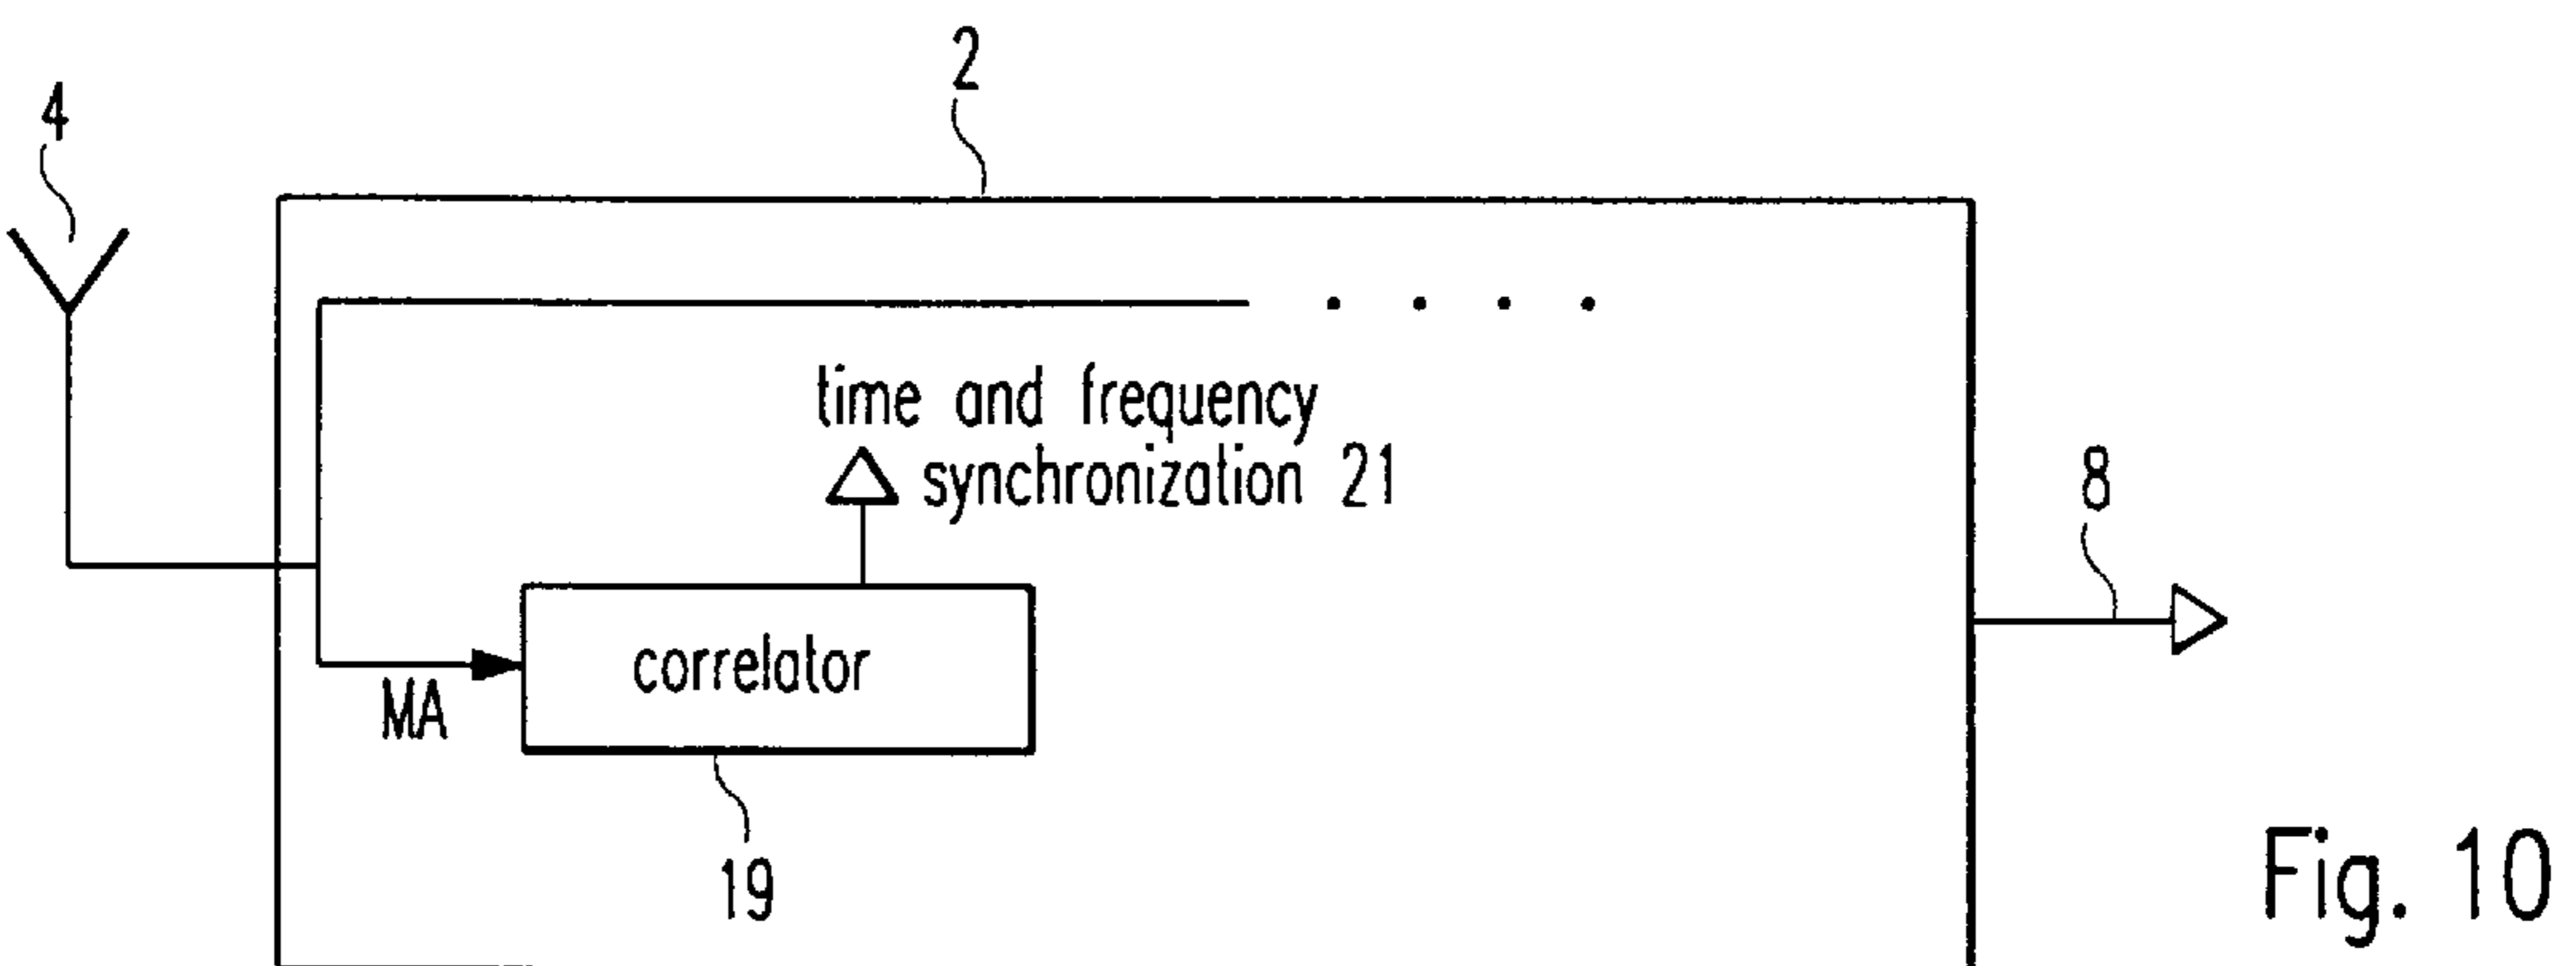 2
4
time and frequency
synchronization 21
8
correlator
MA
19
Fig. 10